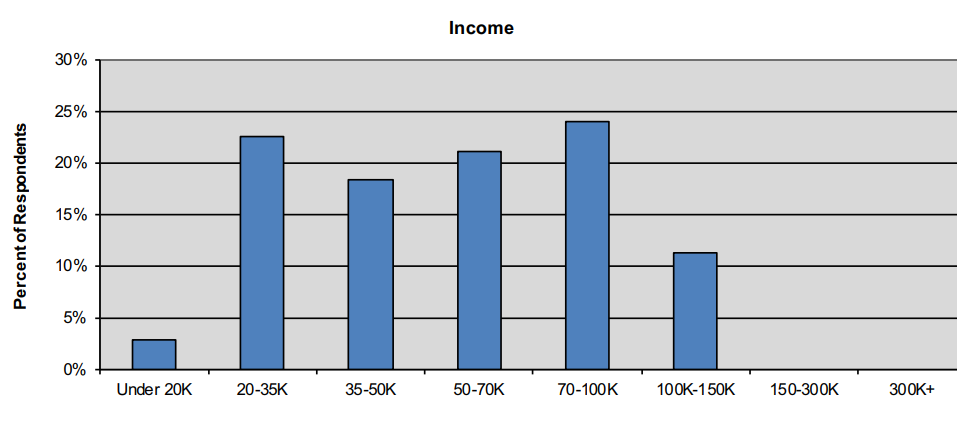 Income
Percent of Respondents
30%
25%
20%
15%
10%
5%
0%
Under 20K 20-35K 35-50K 50-70K 70-100K 100K-150K 150-300K 300K+